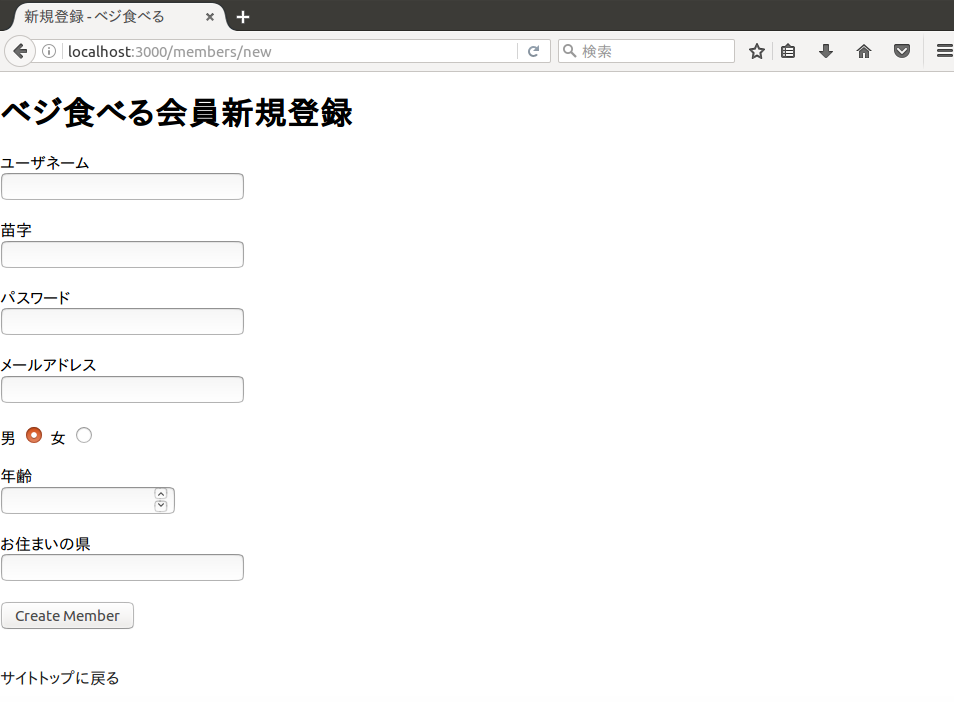 新規登録 - ベジ食べる
localhost:3000/members/new
検索
ベジ食べる会員新規登録
ユーザネーム
苗字
パスワード
メールアドレス
男 女
年齢
お住まいの県
Create Member
サイトトップに戻る